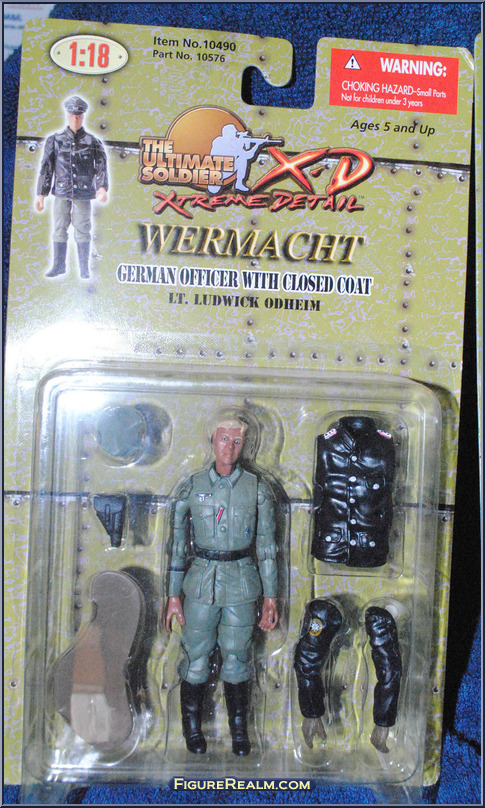 1:18
Item No.10490
Part No. 10576
WARNING:
CHOKING HAZARD–Small Parts
Not for children under 3 years
Ages 5 and Up
THE
ULTIMATE
SOLDIER
X-D
XTREME DETAIL
WERMACHT
GERMAN OFFICER WITH CLOSED COAT
LT. LUDWICK ODHEIM
FIGUREREALM.COM